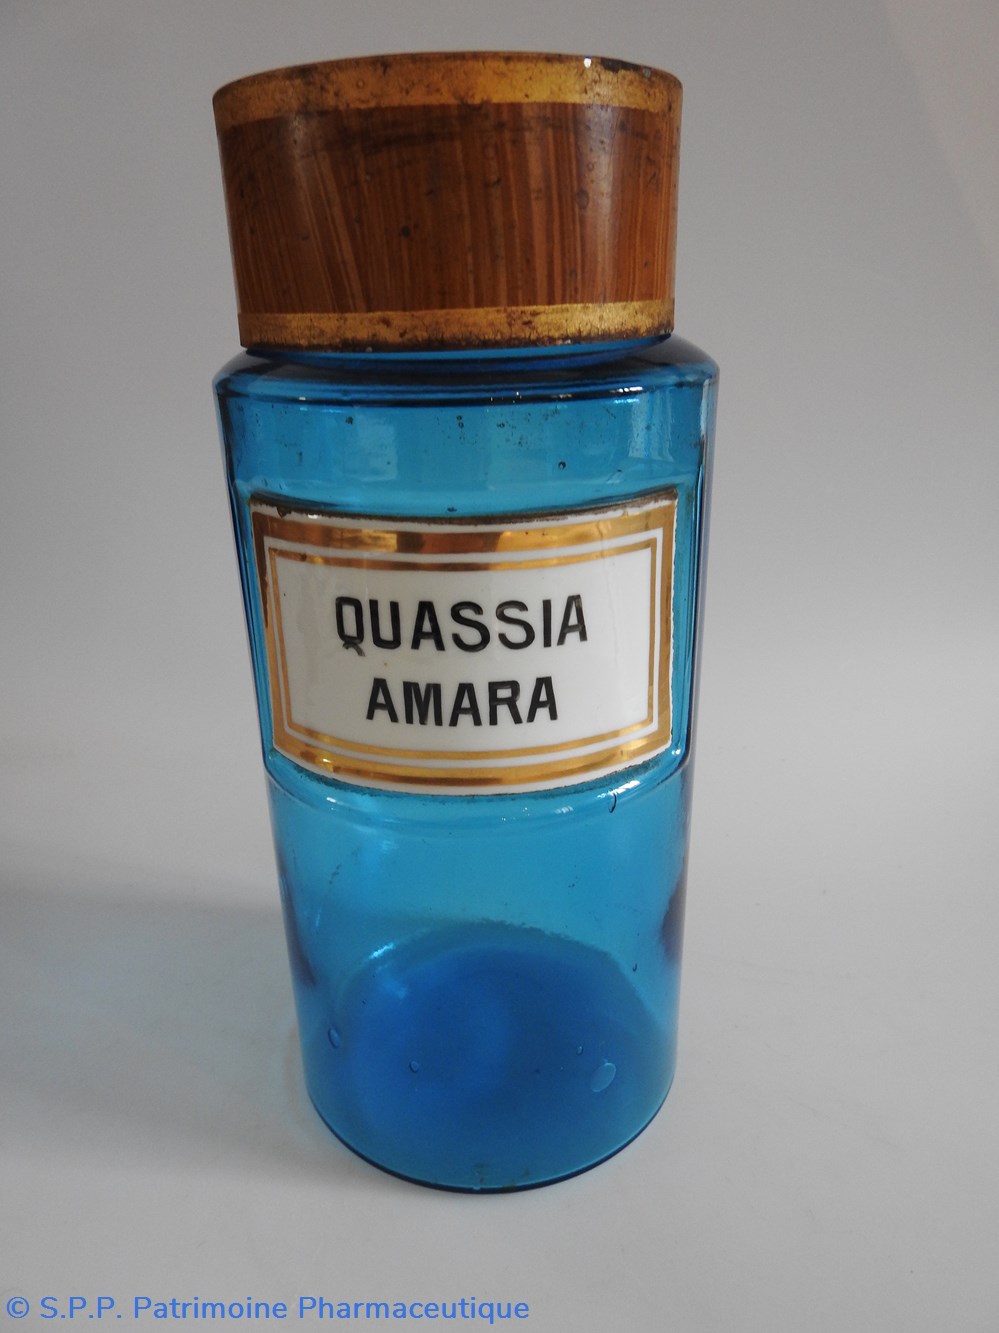 QUASSIA
AMARA
© S.P.P. Patrimoine Pharmaceutique